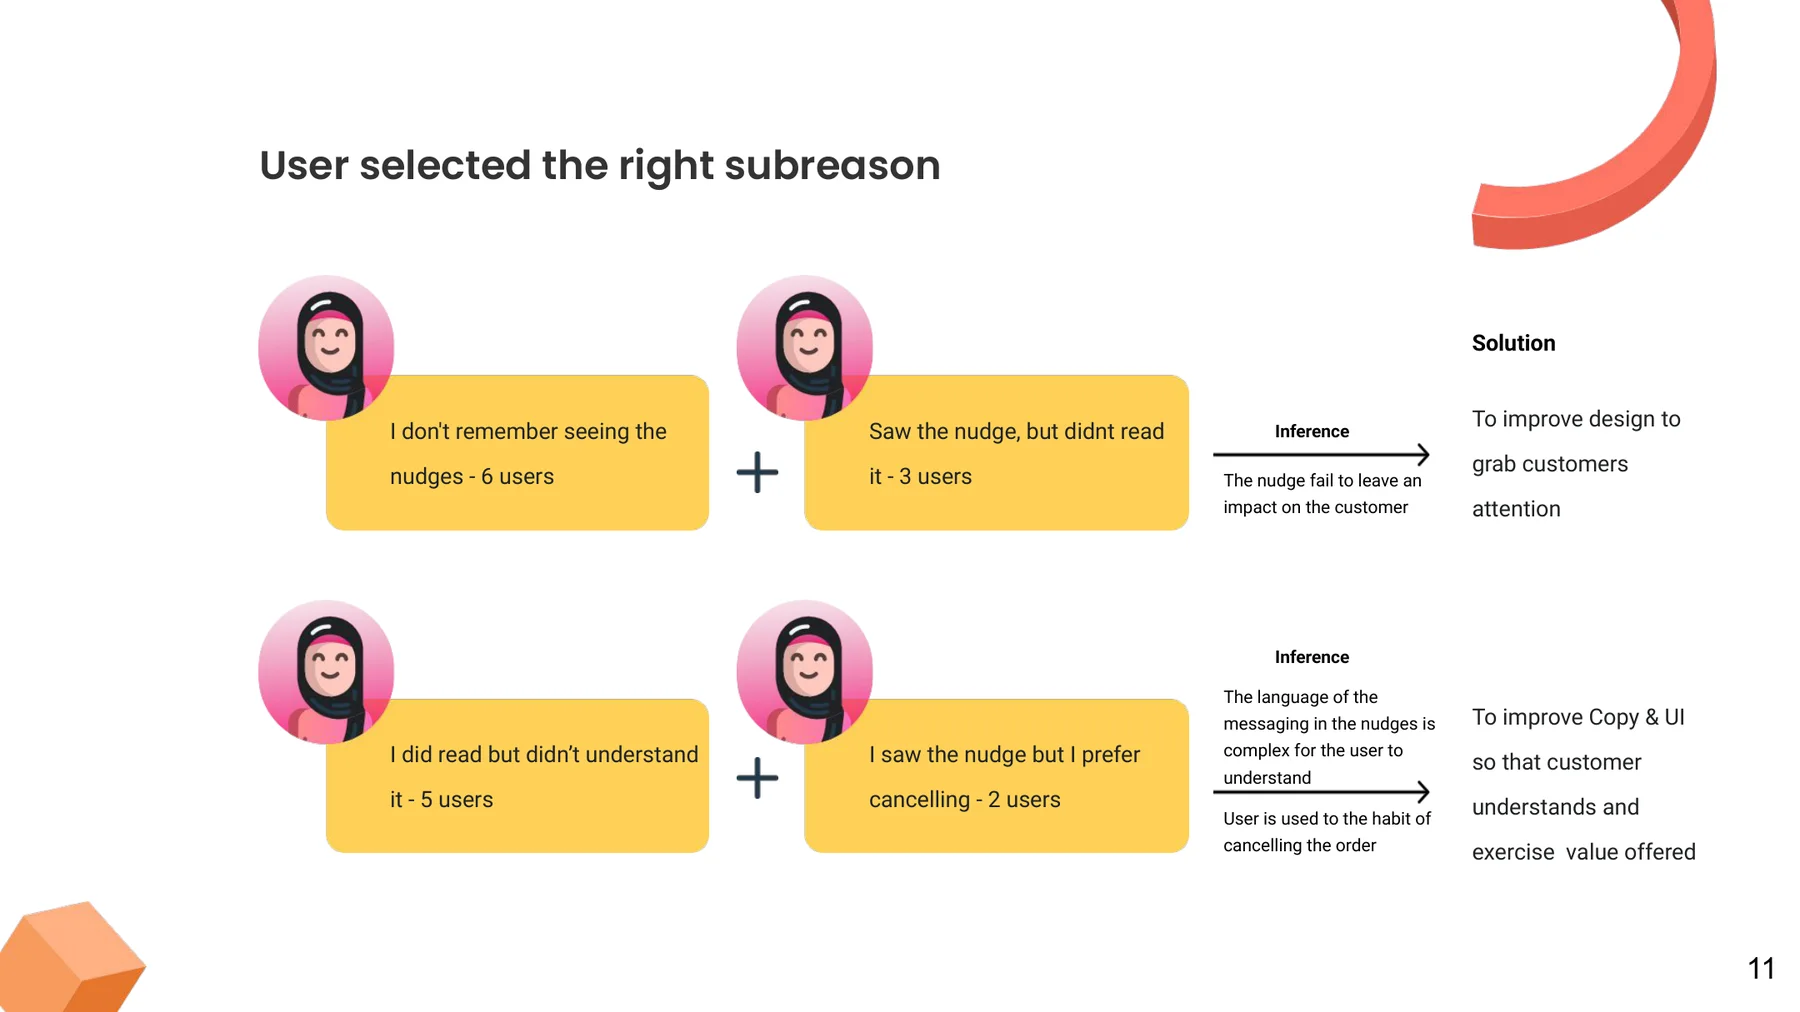 User selected the right subreason
I don't remember seeing the
nudges - 6 users
Saw the nudge, but didnt read
it - 3 users
Inference
The nudge fail to leave an
impact on the customer
Solution
To improve design to
grab customers
attention
I did read but didn’t understand
it - 5 users
I saw the nudge but I prefer
cancelling - 2 users
Inference
The language of the
messaging in the nudges is
complex for the user to
understand
User is used to the habit of
cancelling the order
To improve Copy & UI
so that customer
understands and
exercise  value offered
11